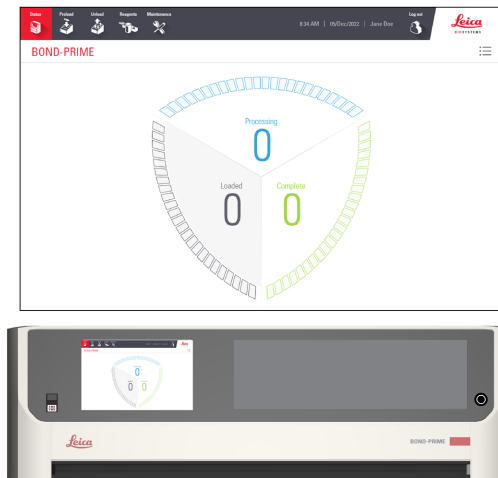 Status Preload Unload Reagents Maintenance
8:34 AM | 05/Dec/2022 | Jane Doe
Log out
Leica
BIOSYSTEMS
BOND-PRIME
Processing
0
Loaded
0
Complete
0
Leica
BOND-PRIME